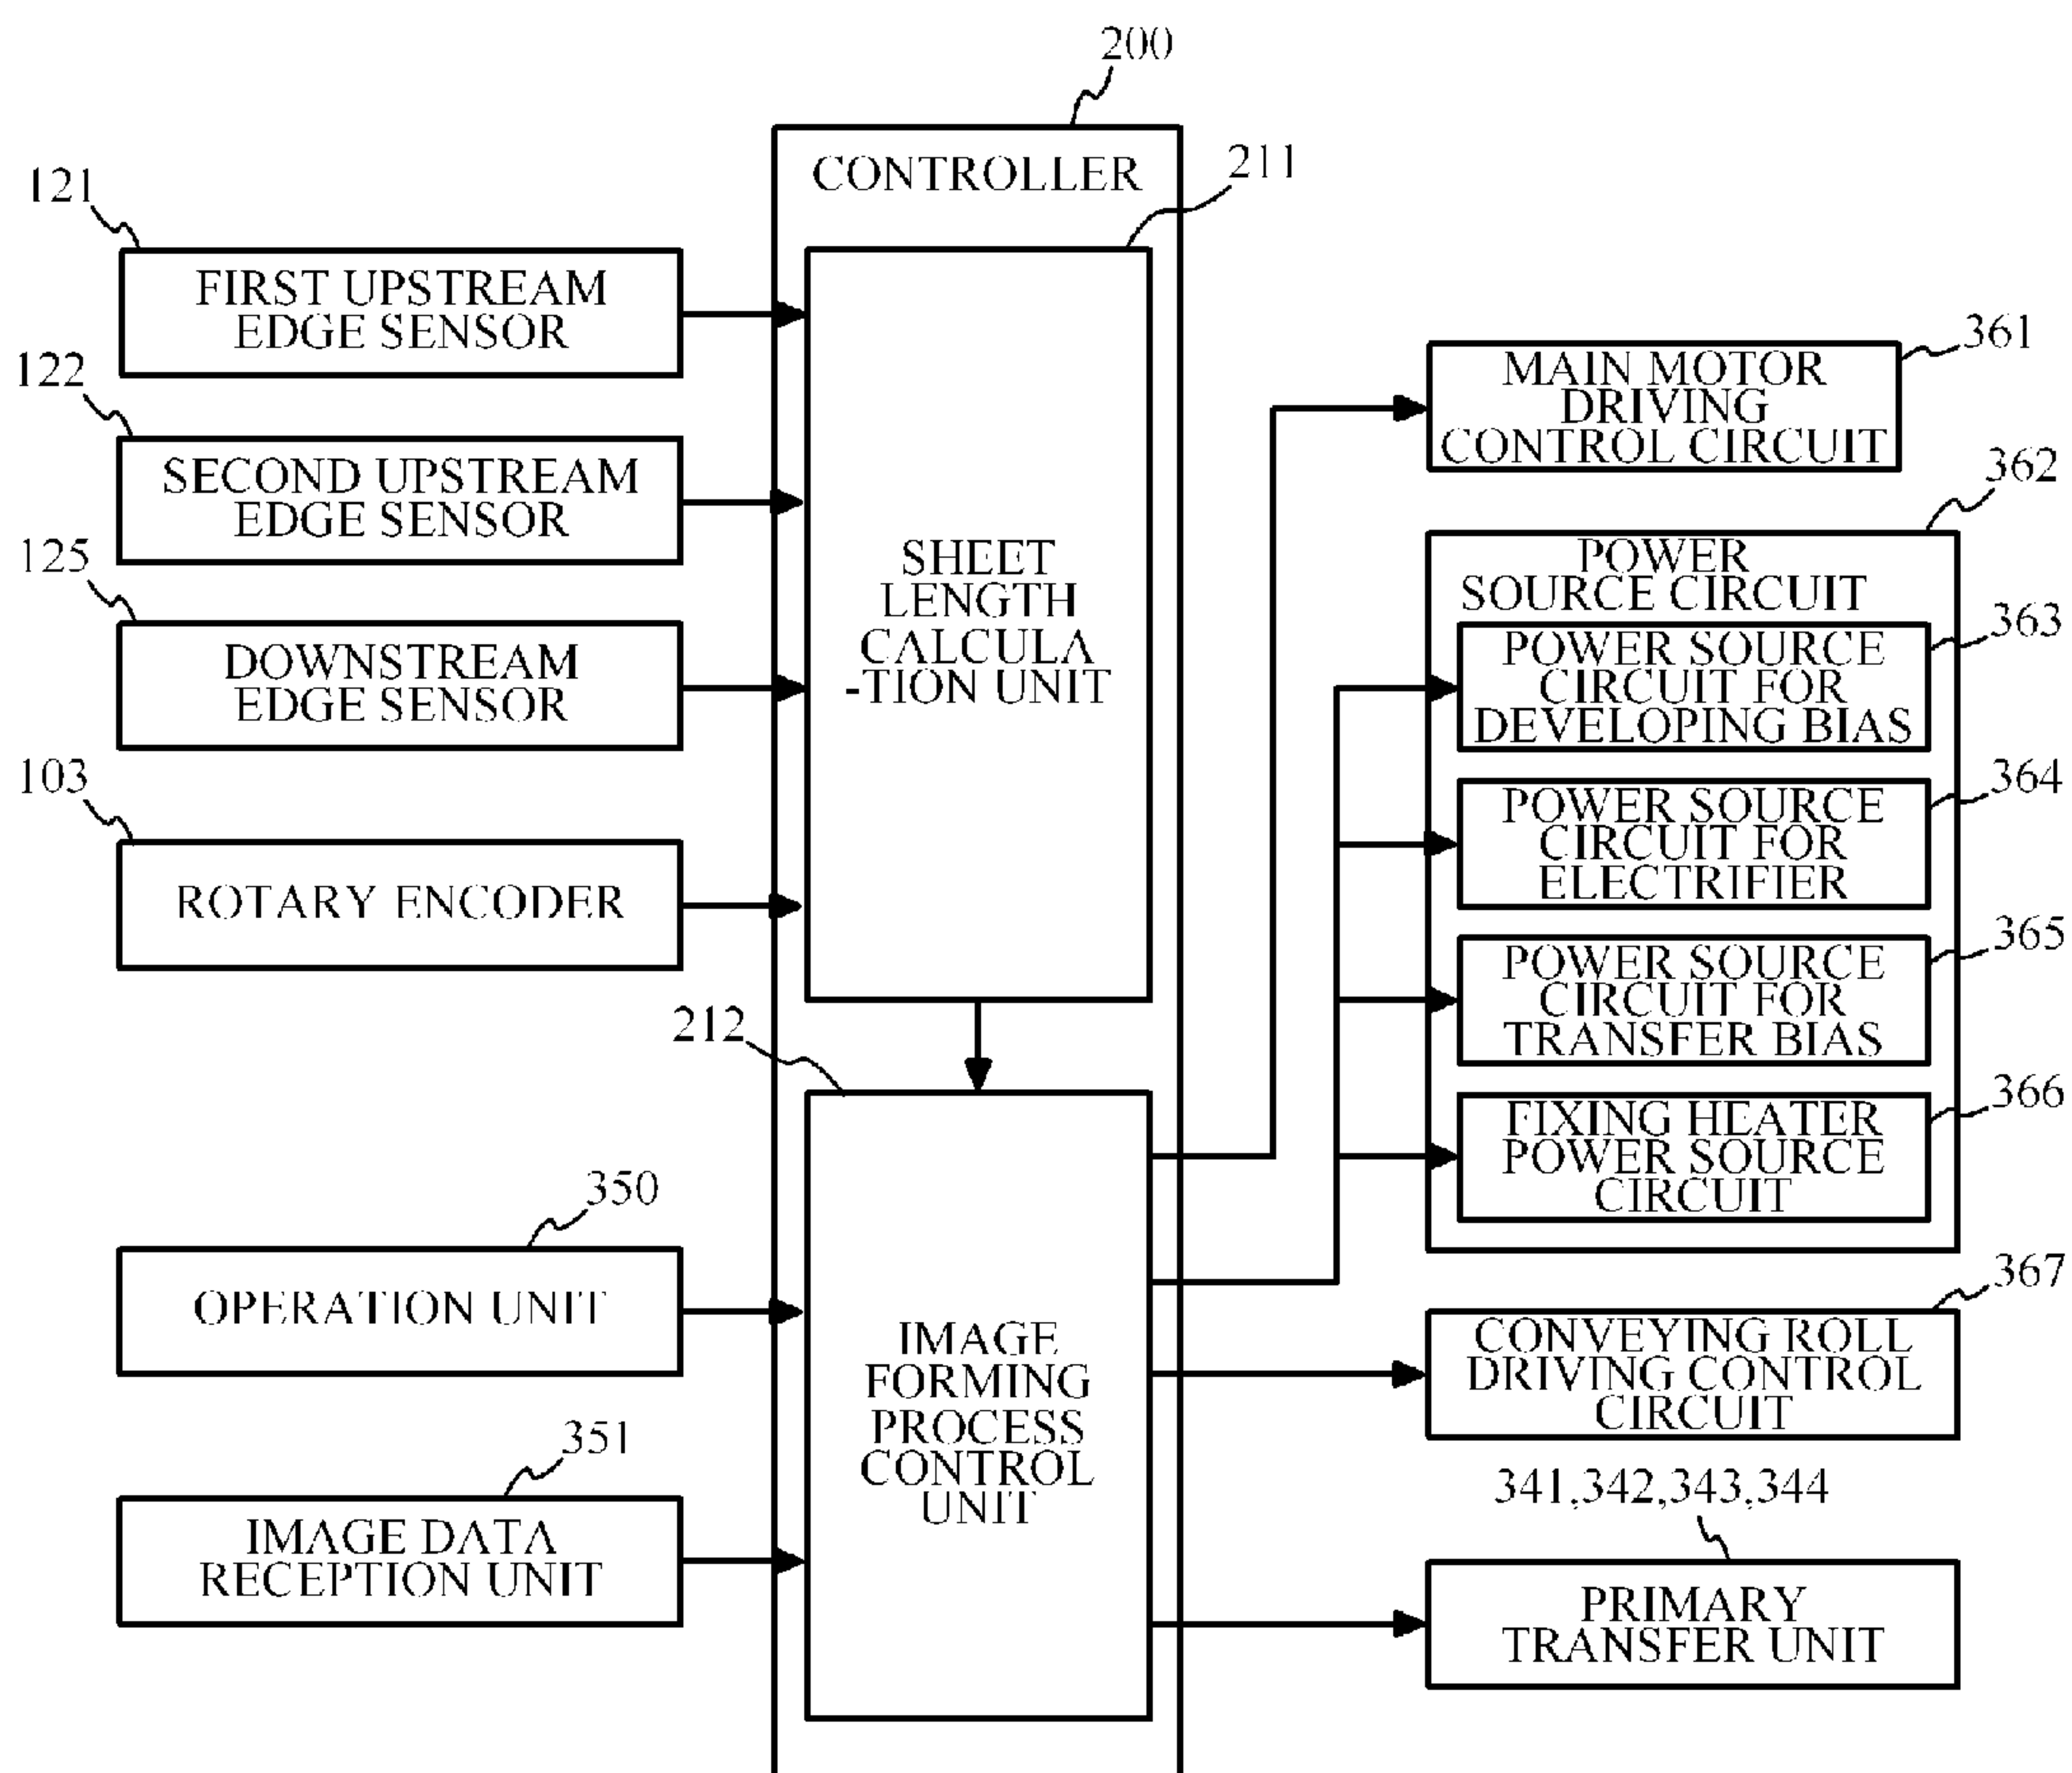 200
CONTROLLER
211
121
FIRST UPSTREAM
EDGE SENSOR
122
SECOND UPSTREAM
EDGE SENSOR
125
DOWNSTREAM
EDGE SENSOR
103
ROTARY ENCODER
SHEET
LENGTH
CALCULA
-TION UNIT
212
350
OPERATION UNIT
351
IMAGE DATA
RECEPTION UNIT
IMAGE
FORMING
PROCESS
CONTROL
UNIT
361
MAIN MOTOR
DRIVING
CONTROL CIRCUIT
362
POWER
SOURCE CIRCUIT
363
POWER SOURCE
CIRCUIT FOR
DEVELOPING BIAS
364
POWER SOURCE
CIRCUIT FOR
ELECTRIFIER
365
POWER SOURCE
CIRCUIT FOR
TRANSFER BIAS
366
FIXING HEATER
POWER SOURCE
CIRCUIT
367
CONVEYING ROLL
DRIVING CONTROL
CIRCUIT
341,342,343,344
PRIMARY
TRANSFER UNIT